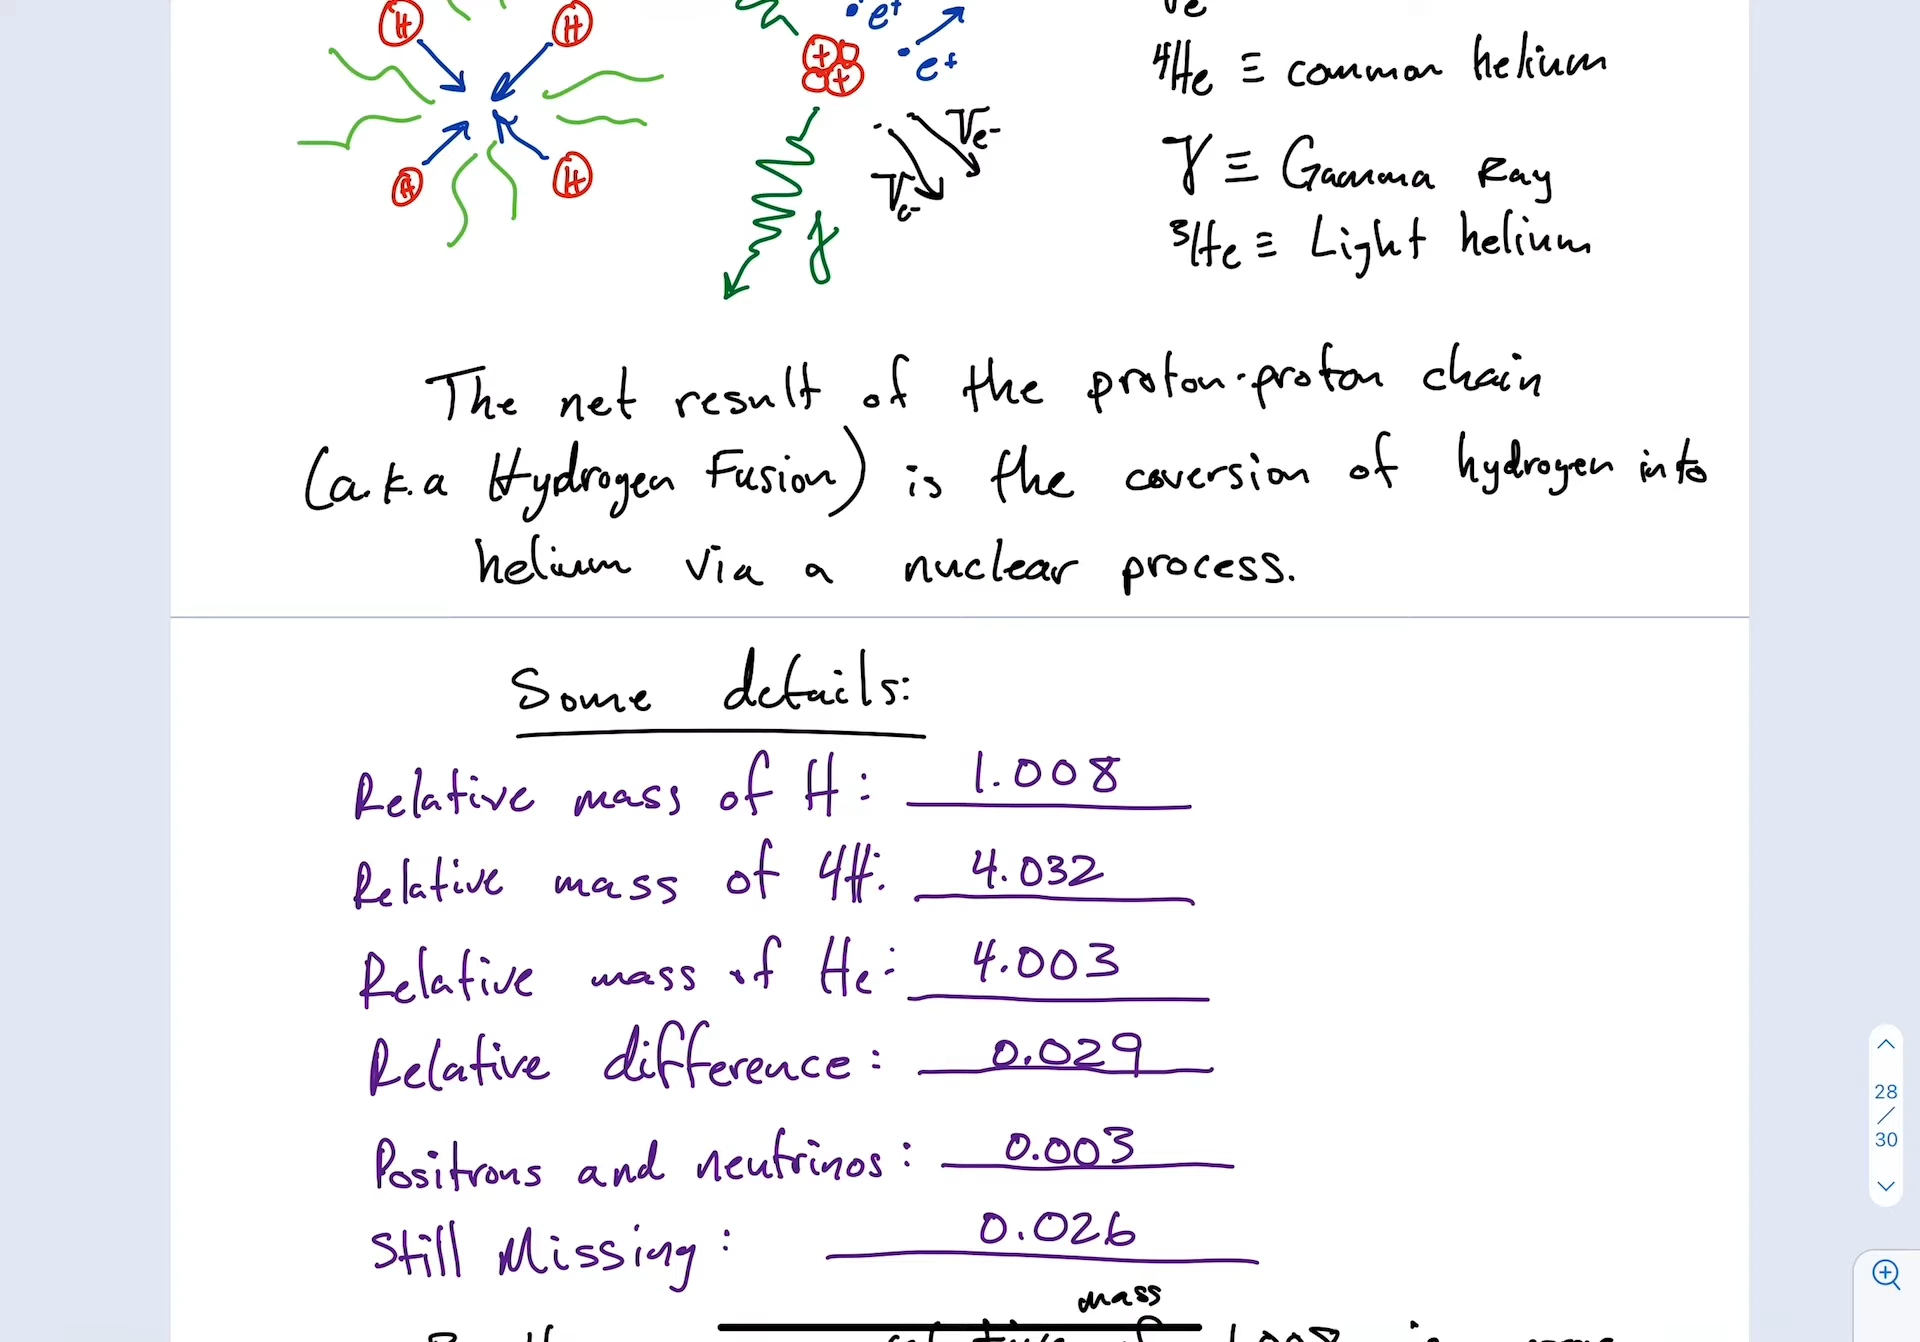 H
H
e+
e+
+
+
H
H
νe-
νe-
γ
νe
⁴He ≡ common helium
γ ≡ Gamma Ray
³He ≡ Light helium
The net result of the proton-proton chain
(a.k.a Hydrogen Fusion) is the coversion of hydrogen into
helium via a nuclear process.
Some details:
Relative mass of H: 1.008
Relative mass of 4H: 4.032
Relative mass of He: 4.003
Relative difference: 0.029
Positrons and neutrinos: 0.003
Still Missing: 0.026
mass
28
/
30